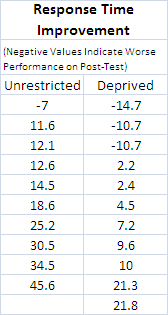 Response Time
Improvement
(Negative Values Indicate Worse
Performance on Post-Test)
Unrestricted Deprived
-7 -14.7
11.6 -10.7
12.1 -10.7
12.6 2.2
14.5 2.4
18.6 4.5
25.2 7.2
30.5 9.6
34.5 10
45.6 21.3
21.8